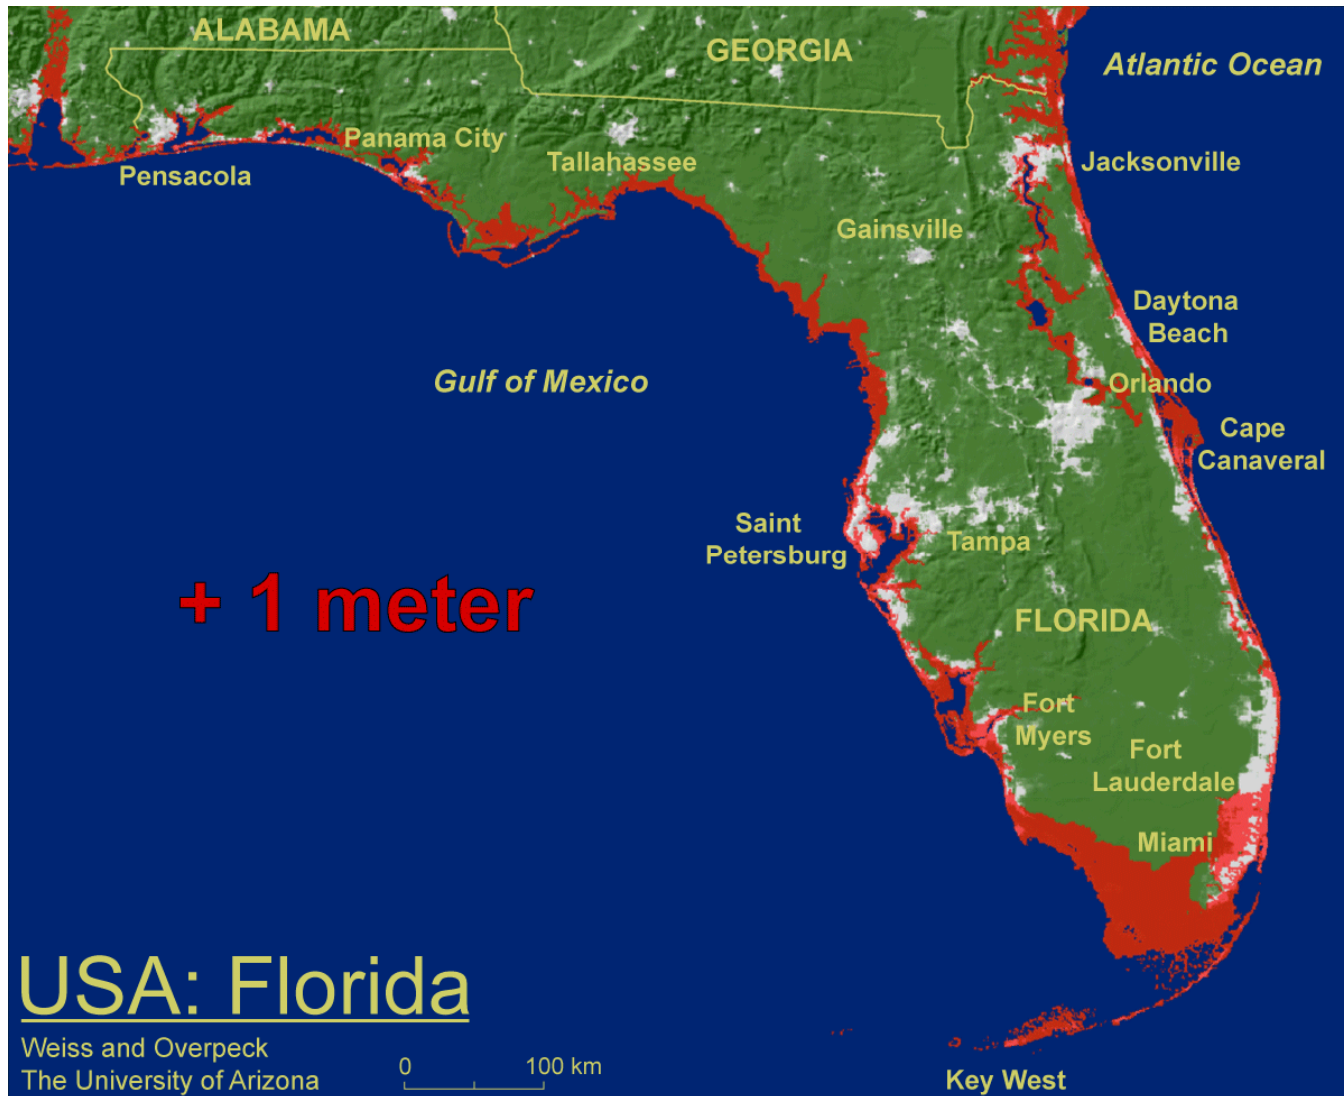 ALABAMA
GEORGIA
Atlantic Ocean
Panama City
Tallahassee
Jacksonville
Pensacola
Gainsville
Daytona
Beach
Gulf of Mexico
Orlando
Cape
Canaveral
Saint
Petersburg
Tampa
+ 1 meter
FLORIDA
Fort
Myers
Fort
Lauderdale
Miami
USA: Florida
Weiss and Overpeck
The University of Arizona
0
100 km
Key West